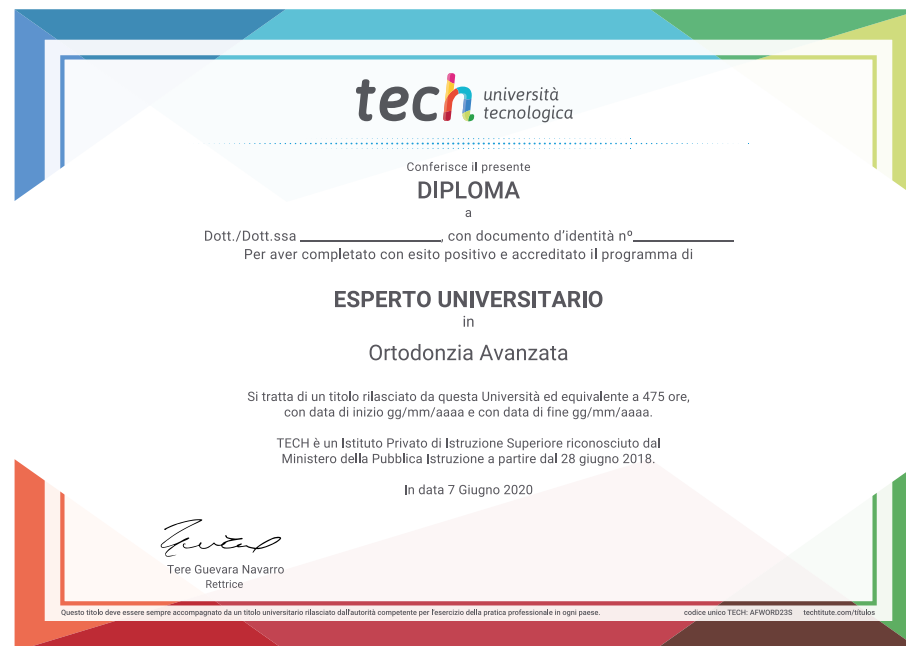 tech università
tecnologica
Conferisce il presente
DIPLOMA
a
Dott./Dott.ssa ___________________, con documento d'identità nº______________
Per aver completato con esito positivo e accreditato il programma di
ESPERTO UNIVERSITARIO
in
Ortodonzia Avanzata
Si tratta di un titolo rilasciato da questa Università ed equivalente a 475 ore,
con data di inizio gg/mm/aaaa e con data di fine gg/mm/aaaa.
TECH è un Istituto Privato di Istruzione Superiore riconosciuto dal
Ministero della Pubblica Istruzione a partire dal 28 giugno 2018.
In data 7 Giugno 2020
Tere Guevara Navarro
Rettrice
Questo titolo deve essere sempre accompagnato da un titolo universitario rilasciato dall'autorità competente per l'esercizio della pratica professionale in ogni paese. codice unico TECH: AFWORD23S techtitute.com/titulos